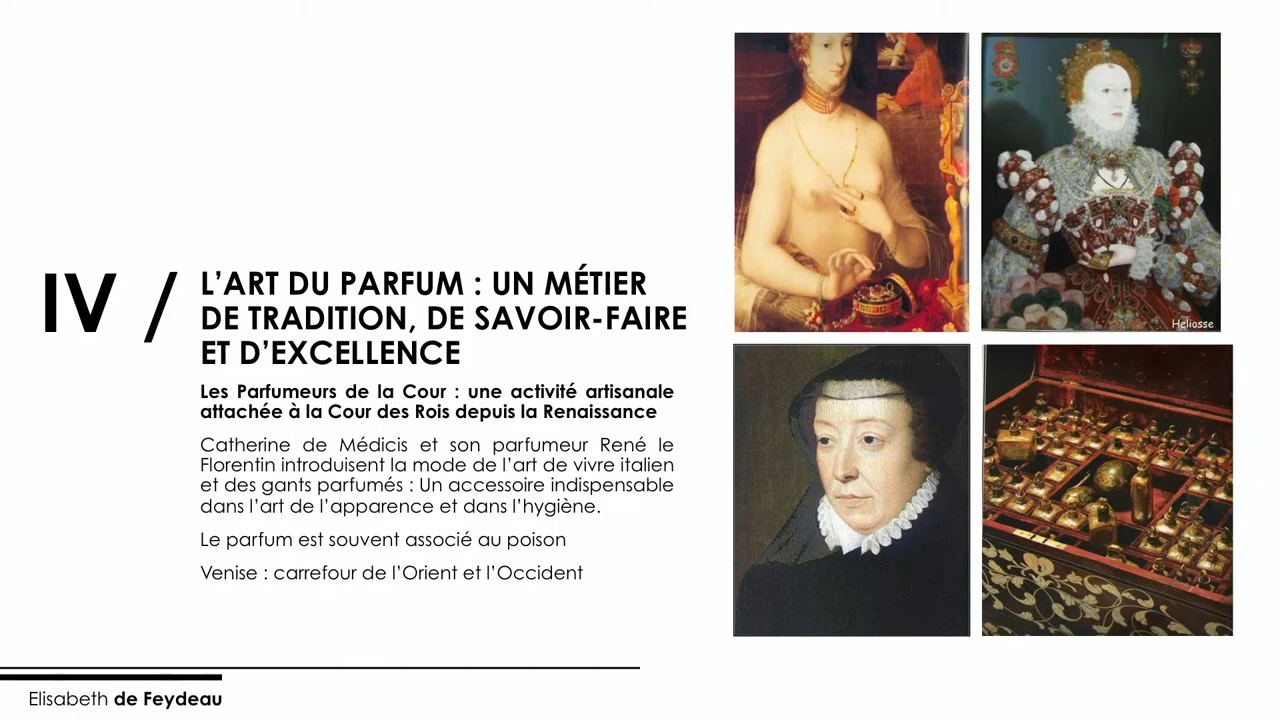 IV /
L’ART DU PARFUM : UN MÉTIER
DE TRADITION, DE SAVOIR-FAIRE
ET D’EXCELLENCE
Les Parfumeurs de la Cour : une activité artisanale
attachée à la Cour des Rois depuis la Renaissance
Catherine de Médicis et son parfumeur René le
Florentin introduisent la mode de l’art de vivre italien
et des gants parfumés : Un accessoire indispensable
dans l’art de l’apparence et dans l’hygiène.
Le parfum est souvent associé au poison
Venise : carrefour de l’Orient et l’Occident
Heliosse
Elisabeth de Feydeau